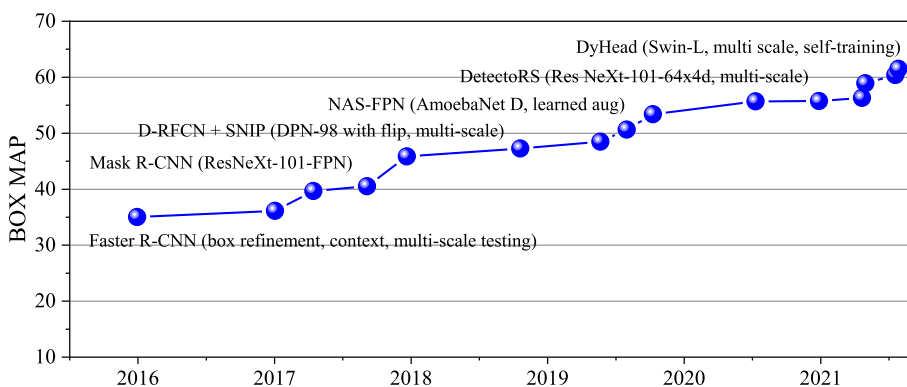 70
DyHead (Swin-L, multi scale, self-training)
60
DetectoRS (Res NeXt-101-64x4d, multi-scale)
NAS-FPN (AmoebaNet D, learned aug)
50
D-RFCN + SNIP (DPN-98 with flip, multi-scale)
Mask R-CNN (ResNeXt-101-FPN)
40
BOX MAP
Faster R-CNN (box refinement, context, multi-scale testing)
30
20
10
2016 2017 2018 2019 2020 2021